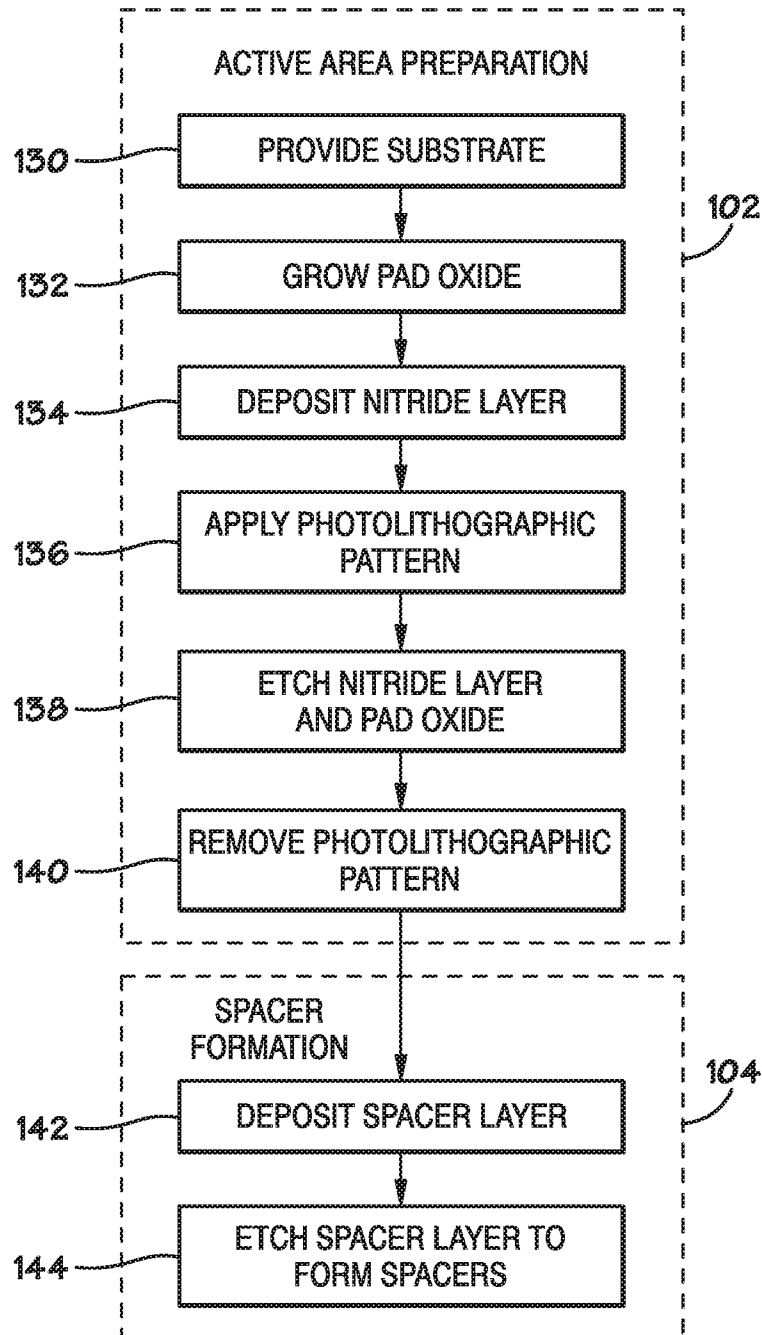 ACTIVE AREA PREPARATION
130
PROVIDE SUBSTRATE
102
132
GROW PAD OXIDE
134
DEPOSIT NITRIDE LAYER
136
APPLY PHOTOLITHOGRAPHIC
PATTERN
138
ETCH NITRIDE LAYER
AND PAD OXIDE
140
REMOVE PHOTOLITHOGRAPHIC
PATTERN
SPACER
FORMATION
104
142
DEPOSIT SPACER LAYER
144
ETCH SPACER LAYER TO
FORM SPACERS